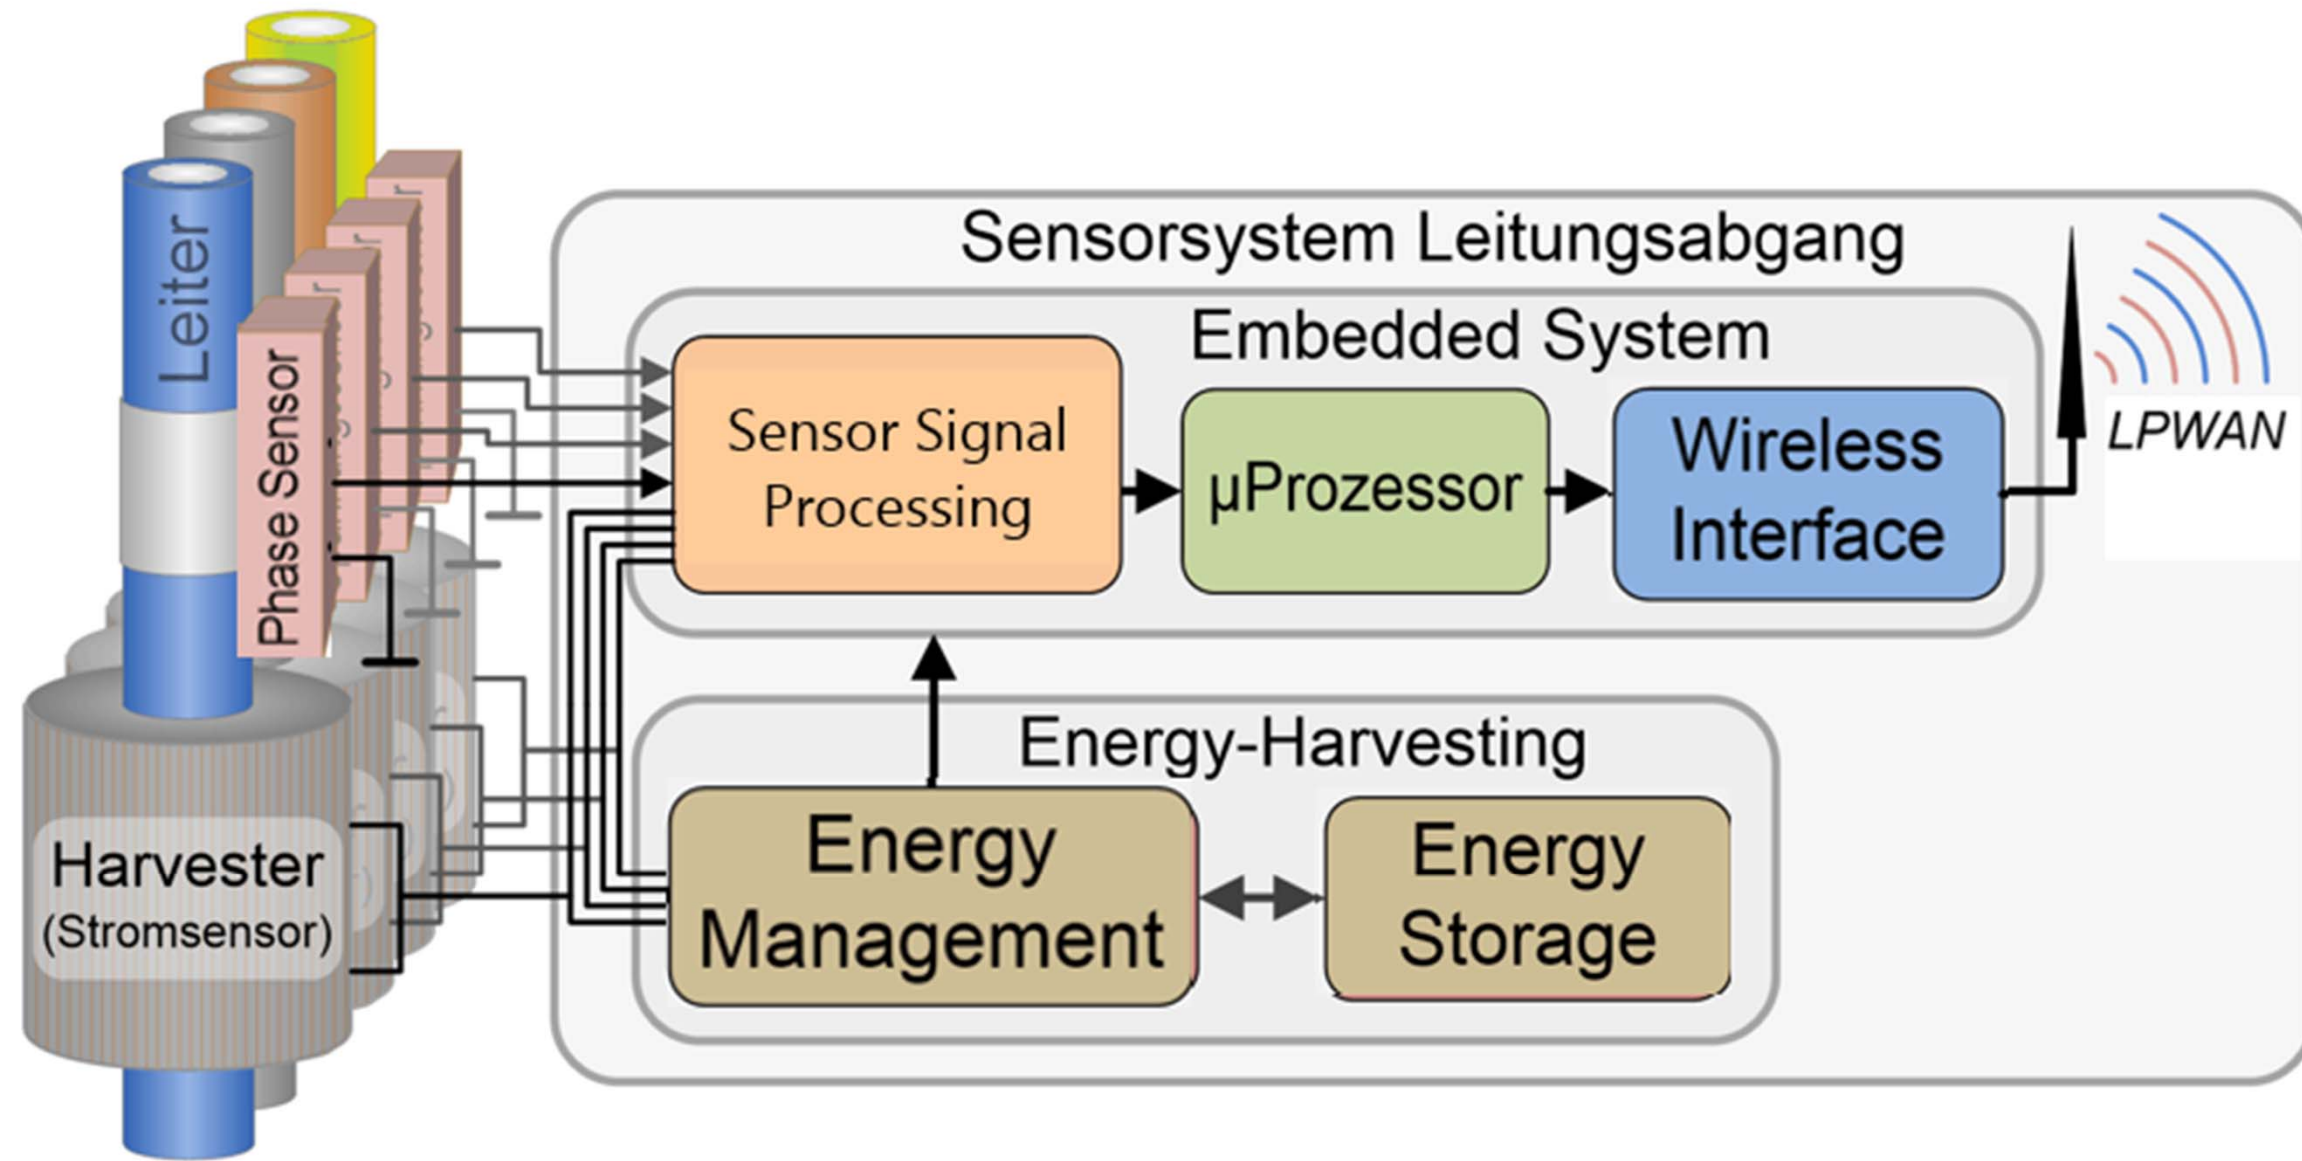 Leiter
Phase Sensor
Harvester
(Stromsensor)
Sensorsystem Leitungsabgang
Embedded System
Sensor Signal
Processing
µProzessor
Wireless
Interface
LPWAN
Energy-Harvesting
Energy
Management
Energy
Storage